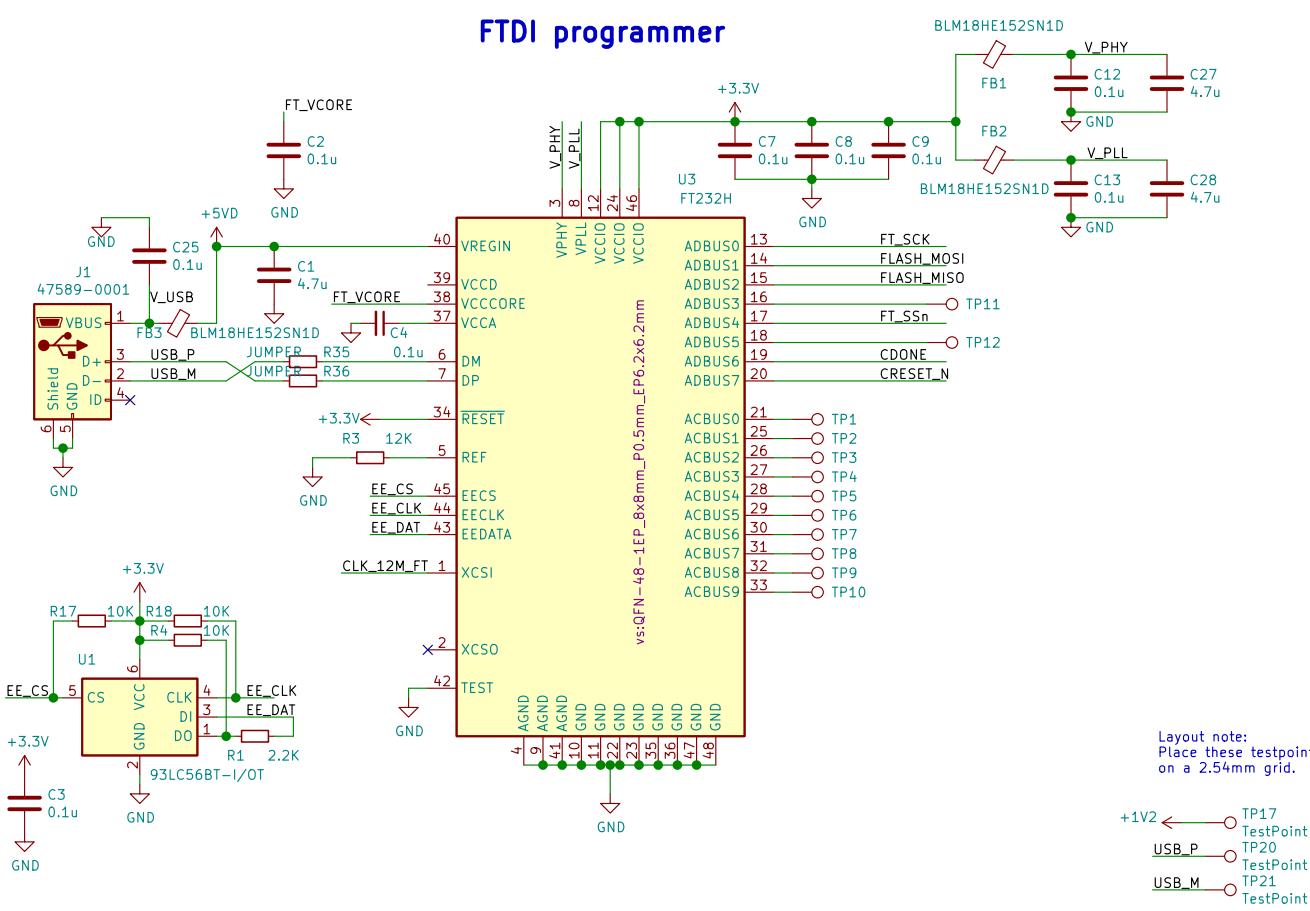 FTDI programmer
BLM18HE152SN1D
V_PHY
FB1
C12
0.1u
C27
4.7u
GND
FB2
V_PLL
BLM18HE152SN1D
C13
0.1u
C28
4.7u
GND
+3.3V
C7
0.1u
C8
0.1u
C9
0.1u
GND
FT_VCORE
C2
0.1u
GND
V_PHY
V_PLL
3
8
12
24
46
U3
FT232H
VPHY
VPLL
VCCIO
VCCIO
VCCIO
+5VD
GND
C25
0.1u
C1
4.7u
J1
47589-0001
V_USB
FB3
BLM18HE152SN1D
VBUS
1
D+
3
D-
2
ID
4
Shield
GND
6
5
GND
USB_P
USB_M
JUMPER
R35
JUMPER
R36
FT_VCORE
C4
0.1u
40
VREGIN
39
VCCD
38
VCCCORE
37
VCCA
6
DM
7
DP
+3.3V
34
RESET
R3
12K
5
REF
GND
EE_CS
45
EECS
EE_CLK
44
EECLK
EE_DAT
43
EEDATA
CLK_12M_FT
1
XCSI
2
XCSO
42
TEST
GND
vs:QFN-48-1EP_8x8mm_P0.5mm_EP6.2x6.2mm
ADBUS0
13
FT_SCK
ADBUS1
14
FLASH_MOSI
ADBUS2
15
FLASH_MISO
ADBUS3
16
TP11
ADBUS4
17
FT_SSn
ADBUS5
18
TP12
ADBUS6
19
CDONE
ADBUS7
20
CRESET_N
ACBUS0
21
TP1
ACBUS1
25
TP2
ACBUS2
26
TP3
ACBUS3
27
TP4
ACBUS4
28
TP5
ACBUS5
29
TP6
ACBUS6
30
TP7
ACBUS7
31
TP8
ACBUS8
32
TP9
ACBUS9
33
TP10
AGND
AGND
AGND
GND
GND
GND
GND
GND
GND
GND
GND
4
9
41
10
11
22
23
35
36
47
48
GND
+3.3V
R17
10K
R18
10K
R4
10K
U1
6
EE_CS
5
CS
VCC
CLK
4
EE_CLK
DI
3
EE_DAT
GND
DO
1
R1
2.2K
2
93LC56BT-I/OT
GND
+3.3V
C3
0.1u
GND
Layout note:
Place these testpoin
on a 2.54mm grid.
+1V2
TP17
TestPoint
USB_P
TP20
TestPoint
USB_M
TP21
TestPoint